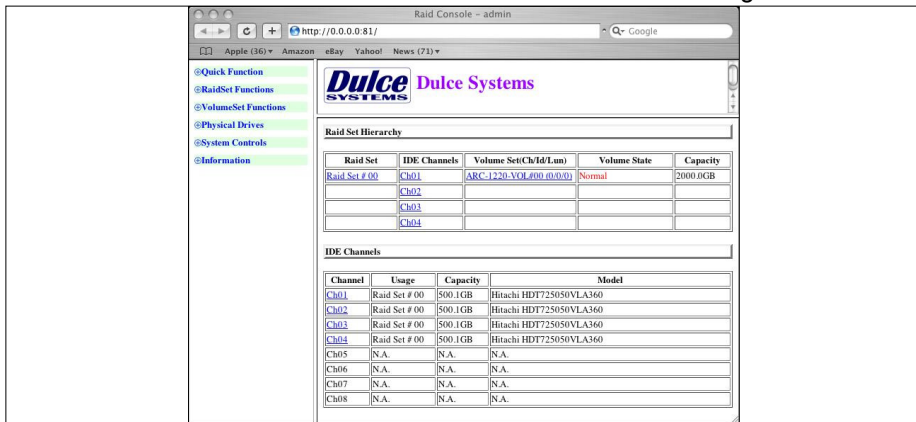 Raid Console - admin
http://0.0.0.0:81/
Google
Apple (36) Amazon eBay Yahoo! News (71)
Quick Function
RaidSet Functions
VolumeSet Functions
Physical Drives
System Controls
Information
Dulce SYSTEMS Dulce Systems
Raid Set Hierarchy
Raid Set IDE Channels Volume Set(Ch/Id/Lun) Volume State Capacity
Raid Set # 00 Ch01 ARC-1220-VOL#00 (0/0/0) Normal 2000.0GB
Ch02
Ch03
Ch04
IDE Channels
Channel Usage Capacity Model
Ch01 Raid Set # 00 500.1GB Hitachi HDT725050VLA360
Ch02 Raid Set # 00 500.1GB Hitachi HDT725050VLA360
Ch03 Raid Set # 00 500.1GB Hitachi HDT725050VLA360
Ch04 Raid Set # 00 500.1GB Hitachi HDT725050VLA360
Ch05 N.A. N.A. N.A.
Ch06 N.A. N.A. N.A.
Ch07 N.A. N.A. N.A.
Ch08 N.A. N.A. N.A.